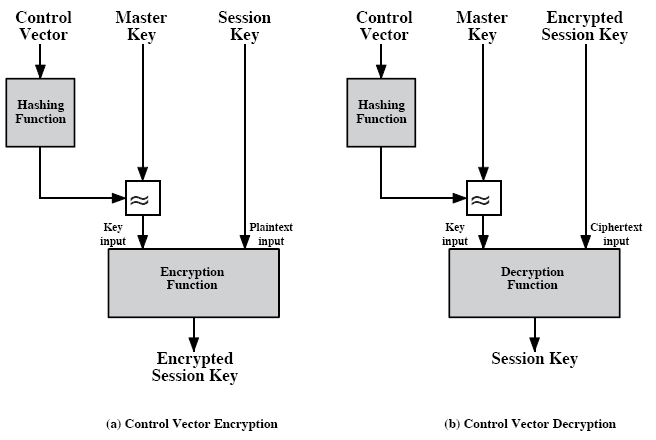 Control
Vector
Master
Key
Session
Key
Hashing
Function
≈
Key
input
Plaintext
input
Encryption
Function
Encrypted
Session Key
(a) Control Vector Encryption
Control
Vector
Master
Key
Encrypted
Session Key
Hashing
Function
≈
Key
input
Ciphertext
input
Decryption
Function
Session Key
(b) Control Vector Decryption